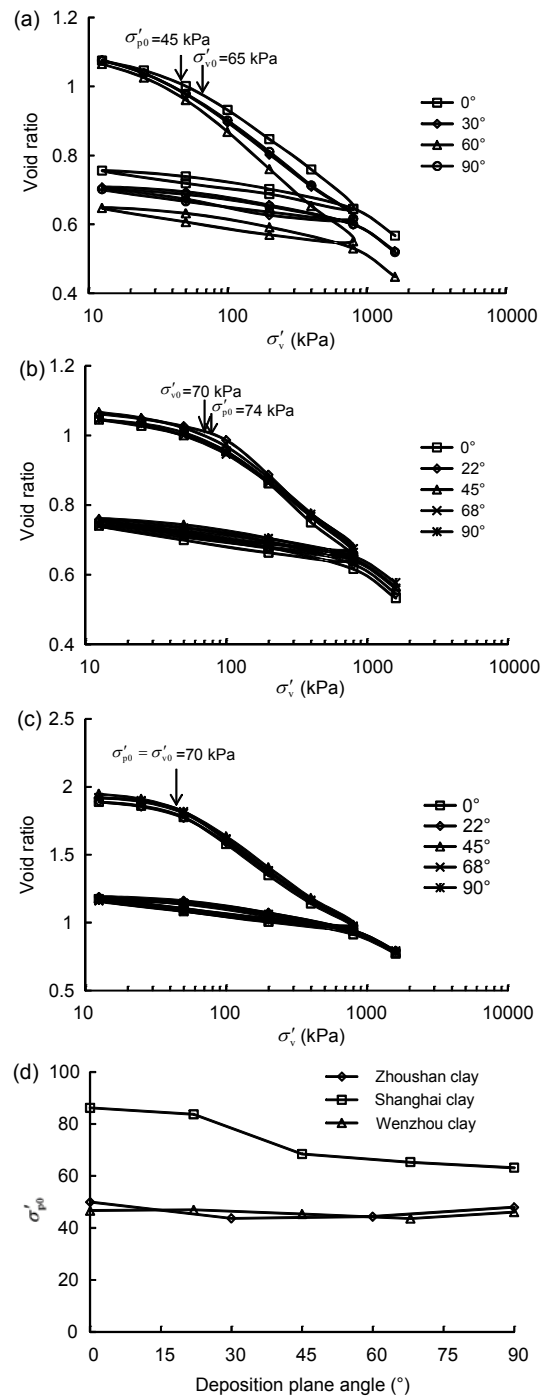 (a)
σ′p0=45 kPa
σ′v0=65 kPa
1.2
1.0
0.8
0.6
0.4
Void ratio
0°
30°
60°
90°
10 100 1000 10000
σ′v (kPa)
(b)
σ′v0=70 kPa
σ′p0=74 kPa
1.2
1
0.8
0.6
0.4
Void ratio
0°
22°
45°
68°
90°
10 100 1000 10000
σ′v (kPa)
(c)
σ′p0 = σ′v0=70 kPa
2.5
2
1.5
1
0.5
Void ratio
0°
22°
45°
68°
90°
10 100 1000 10000
σ′v (kPa)
(d)
Zhoushan clay
Shanghai clay
Wenzhou clay
100
80
60
40
20
0
σ′p0
0 15 30 45 60 75 90
Deposition plane angle (°)